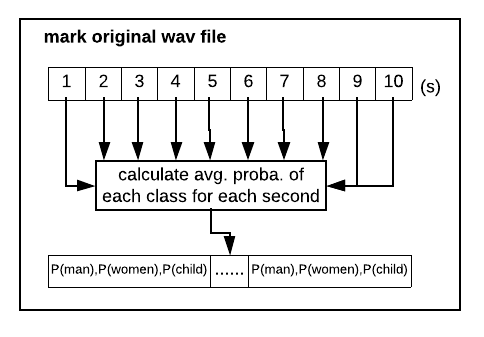 mark original wav file
1 2 3 4 5 6 7 8 9 10 (s)
calculate avg. proba. of
each class for each second
P(man),P(women),P(child) ...... P(man),P(women),P(child)